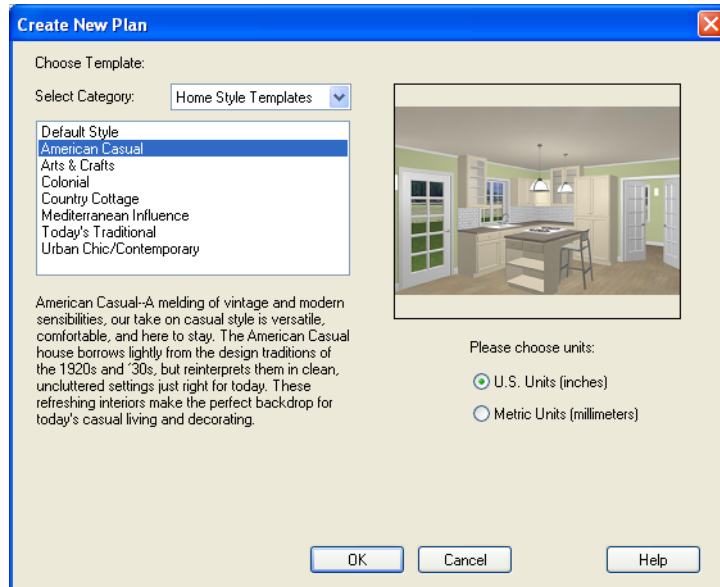 Create New Plan
Choose Template:
Select Category:
Home Style Templates
Default Style
American Casual
Arts & Crafts
Colonial
Country Cottage
Mediterranean Influence
Today's Traditional
Urban Chic/Contemporary
American Casual--A melding of vintage and modern
sensibilities, our take on casual style is versatile,
comfortable, and here to stay. The American Casual
house borrows lightly from the design traditions of
the 1920s and ´30s, but reinterprets them in clean,
uncluttered settings just right for today. These
refreshing interiors make the perfect backdrop for
today's casual living and decorating.
Please choose units:
U.S. Units (inches)
Metric Units (millimeters)
OK
Cancel
Help